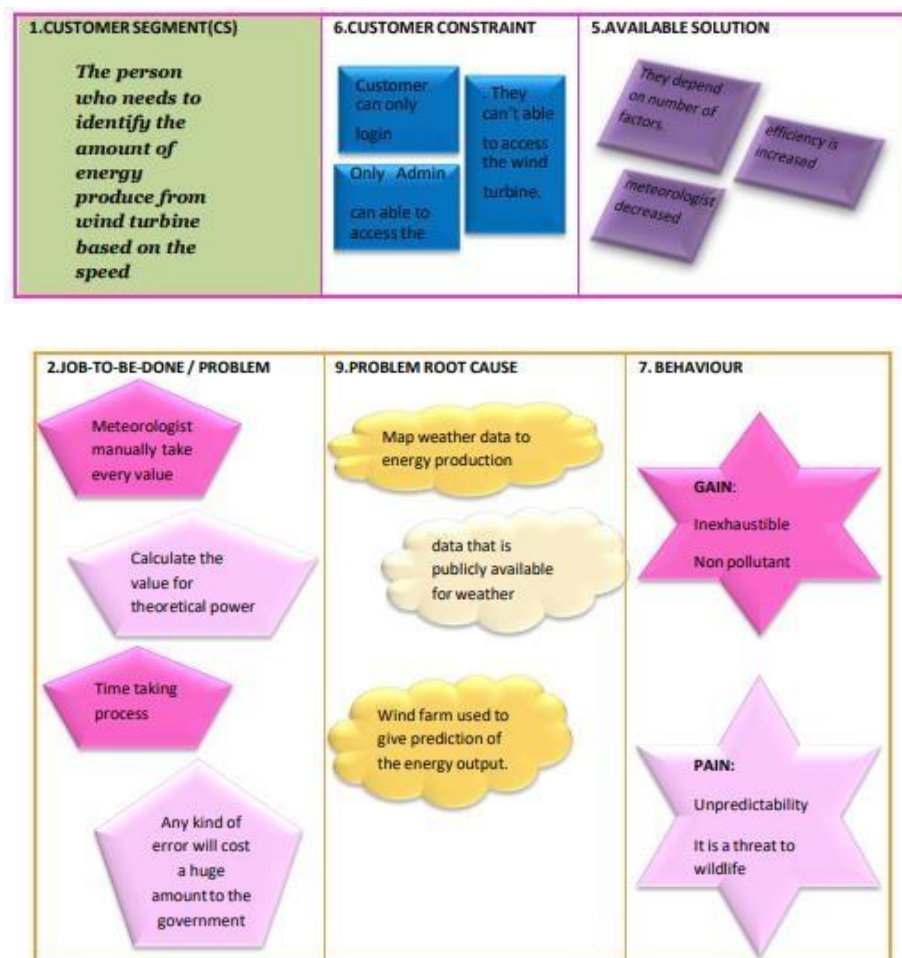 1.CUSTOMER SEGMENT(CS)
The person
who needs to
identify the
amount of
energy
produce from
wind turbine
based on the
speed
6.CUSTOMER CONSTRAINT
Customer
can only
login
Only Admin
can able to
access the
. They
can't able
to access
the wind
turbine.
5.AVAILABLE SOLUTION
They depend
on number of
factors.
efficiency is
increased
meteorologist
decreased
2.JOB-TO-BE-DONE / PROBLEM
Meteorologist
manually take
every value
Calculate the
value for
theoretical power
Time taking
process
Any kind of
error will cost
a huge
amount to the
government
9.PROBLEM ROOT CAUSE
Map weather data to
energy production
data that is
publicly available
for weather
Wind farm used to
give prediction of
the energy output.
7. BEHAVIOUR
GAIN:
Inexhaustible
Non pollutant
PAIN:
Unpredictability
It is a threat to
wildlife